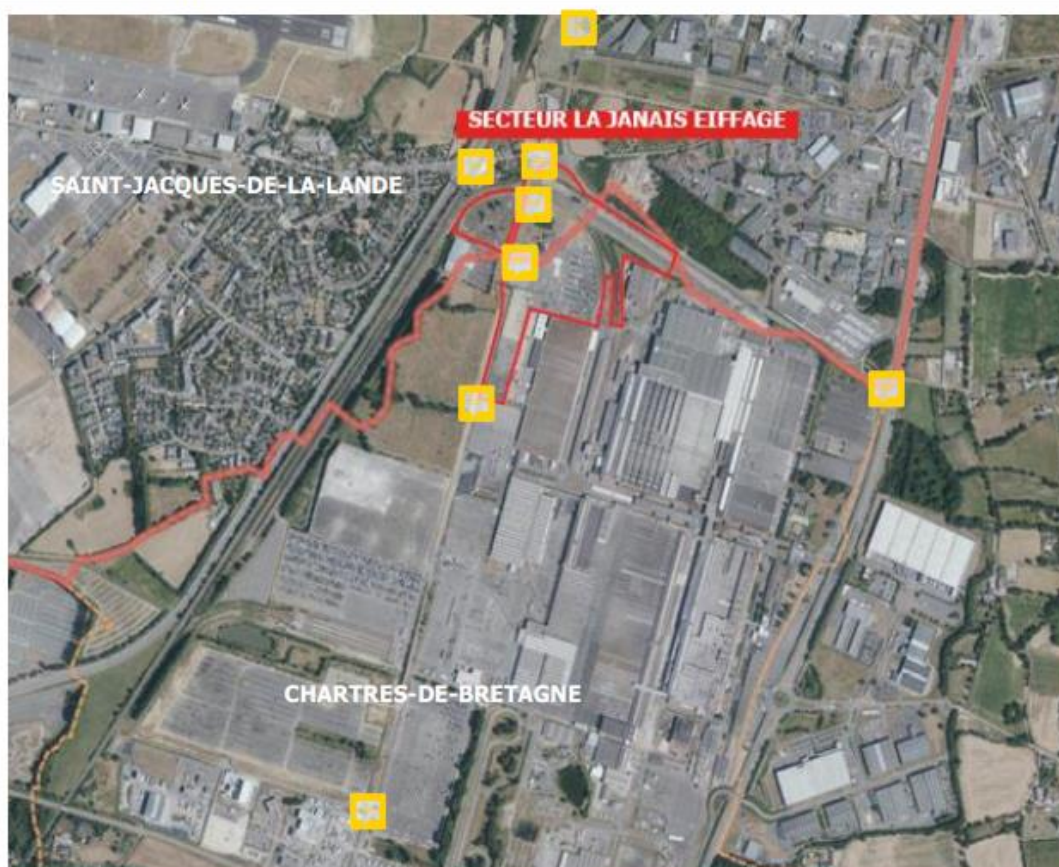 SECTEUR LA JANAIS EIFFAGE
SAINT-JACQUES-DE-LA-LANDE
CHARTRES-DE-BRETAGNE